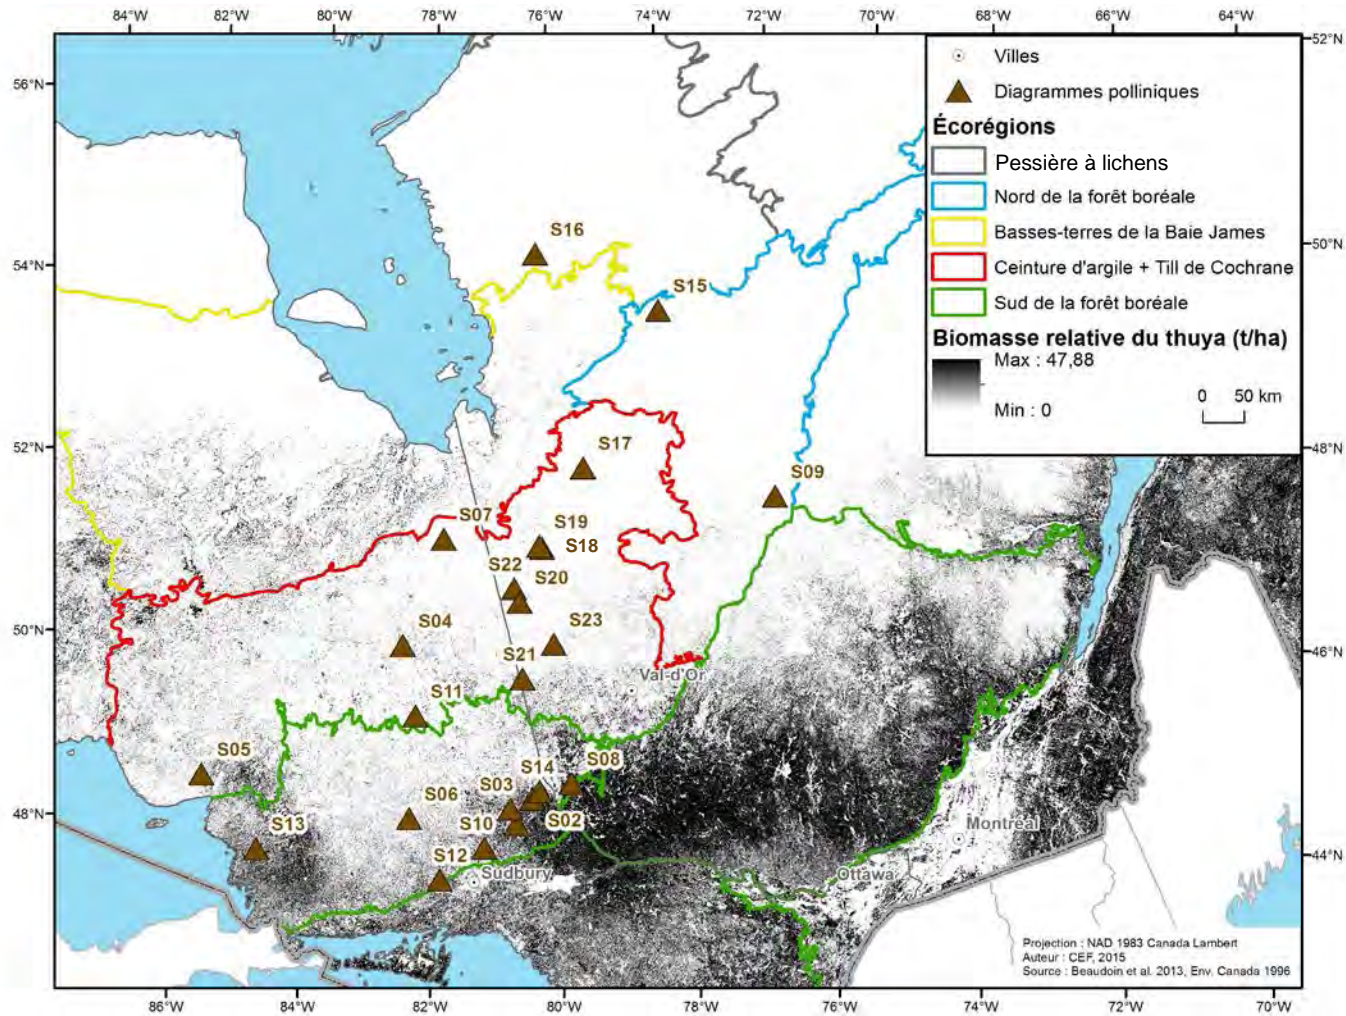 84°W 82°W 80°W 78°W 76°W 74°W 72°W 70°W 68°W 66°W 64°W
52°N
56°N
54°N
52°N
50°N
48°N
50°N
48°N
46°N
44°N
Villes
Diagrammes polliniques
Écorégions
Pessière à lichens
Nord de la forêt boréale
Basses-terres de la Baie James
Ceinture d'argile + Till de Cochrane
Sud de la forêt boréale
Biomasse relative du thuya (t/ha)
Max : 47,88
Min : 0
0 50 km
S16
S15
S17
S09
S07
S19
S18
S22
S20
S04
S23
S21
Val-d'Or
S11
S05
S14
S08
S03
S06
S13
S10
S02
Montréal
S12
Sudbury
Ottawa
Projection : NAD 1983 Canada Lambert
Auteur : CEF, 2015
Source : Beaudoin et al. 2013, Env. Canada 1996
86°W 84°W 82°W 80°W 78°W 76°W 74°W 72°W 70°W